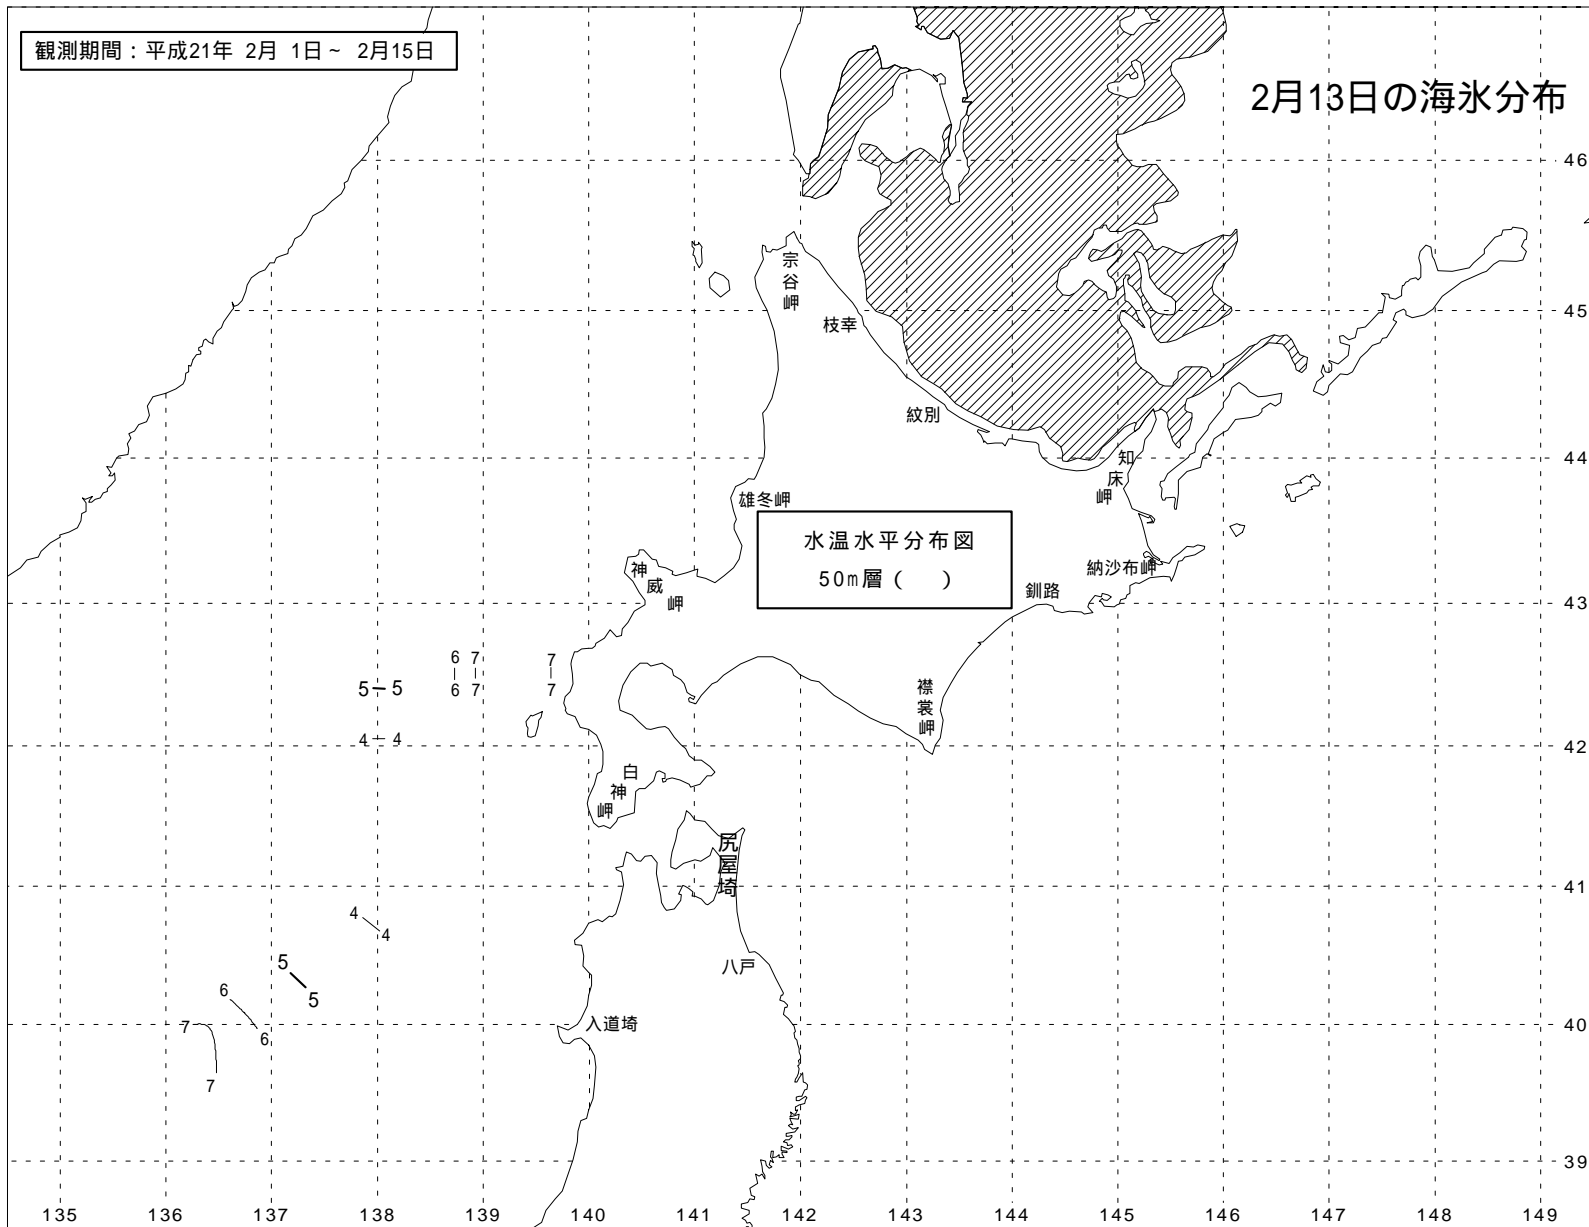 観測期間：平成21年 2月 1日～ 2月15日
2月13日の海氷分布
46
宗谷岬
45
枝幸
紋別
44
知床岬
雄冬岬
水温水平分布図
50m層（　）
納沙布岬
神威岬
釧路
43
6 7 7
6 7 7
5 5
襟裳岬
4 4
42
白神岬
尻屋埼
41
4
4
八戸
5
5
6
6
7
7
入道埼
40
39
135 136 137 138 139 140 141 142 143 144 145 146 147 148 149